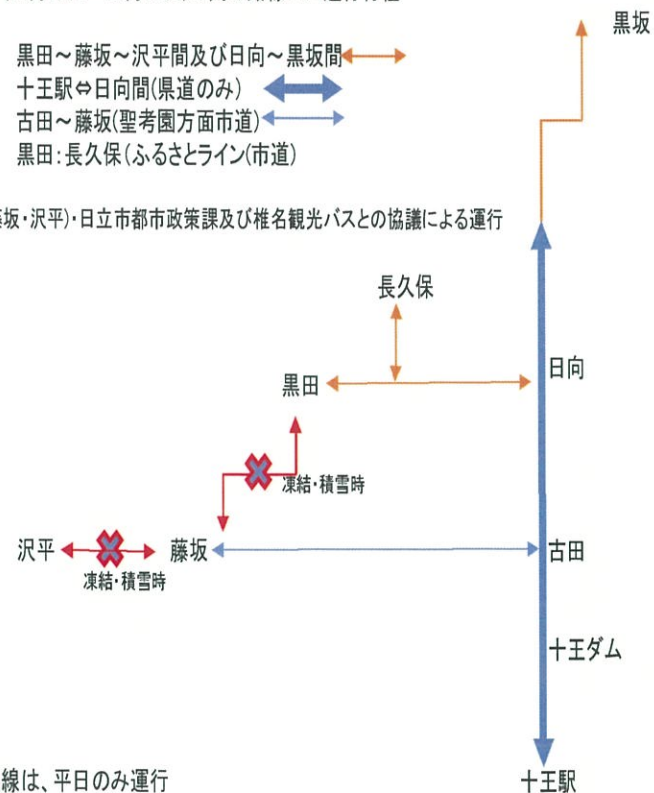 黒田～藤坂～沢平間及び日向～黒坂間
十王駅⇔日向間(県道のみ)
古田～藤坂(聖考園方面市道)
黒田:長久保(ふるさとライン(市道)
坂・沢平)・日立市都市政策課及び椎名観光バスとの協議による運行
黒坂
長久保
日向
黒田
凍結・積雪時
沢平
藤坂
古田
凍結・積雪時
十王ダム
線は、平日のみ運行
十王駅